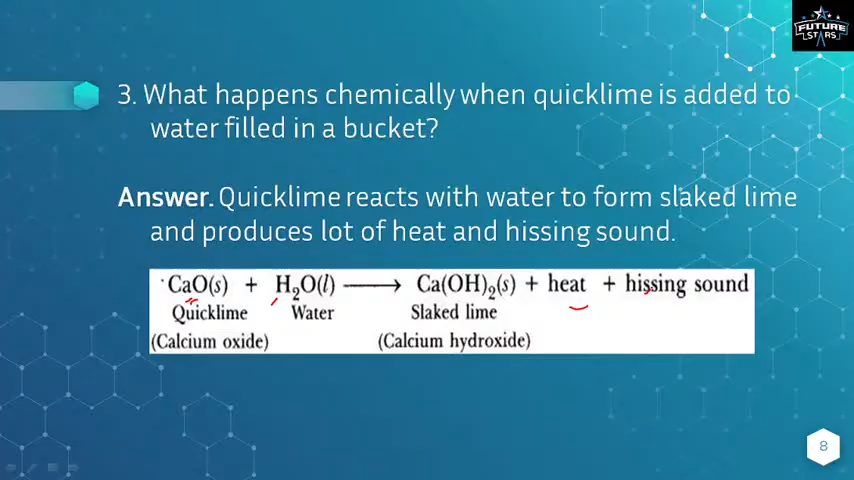 FUTURE
STARS
3. What happens chemically when quicklime is added to
water filled in a bucket?
Answer. Quicklime reacts with water to form slaked lime
and produces lot of heat and hissing sound.
CaO(s) + H₂O(l) ⟶ Ca(OH)₂(s) + heat + hissing sound
Quicklime Water Slaked lime
(Calcium oxide) (Calcium hydroxide)
8